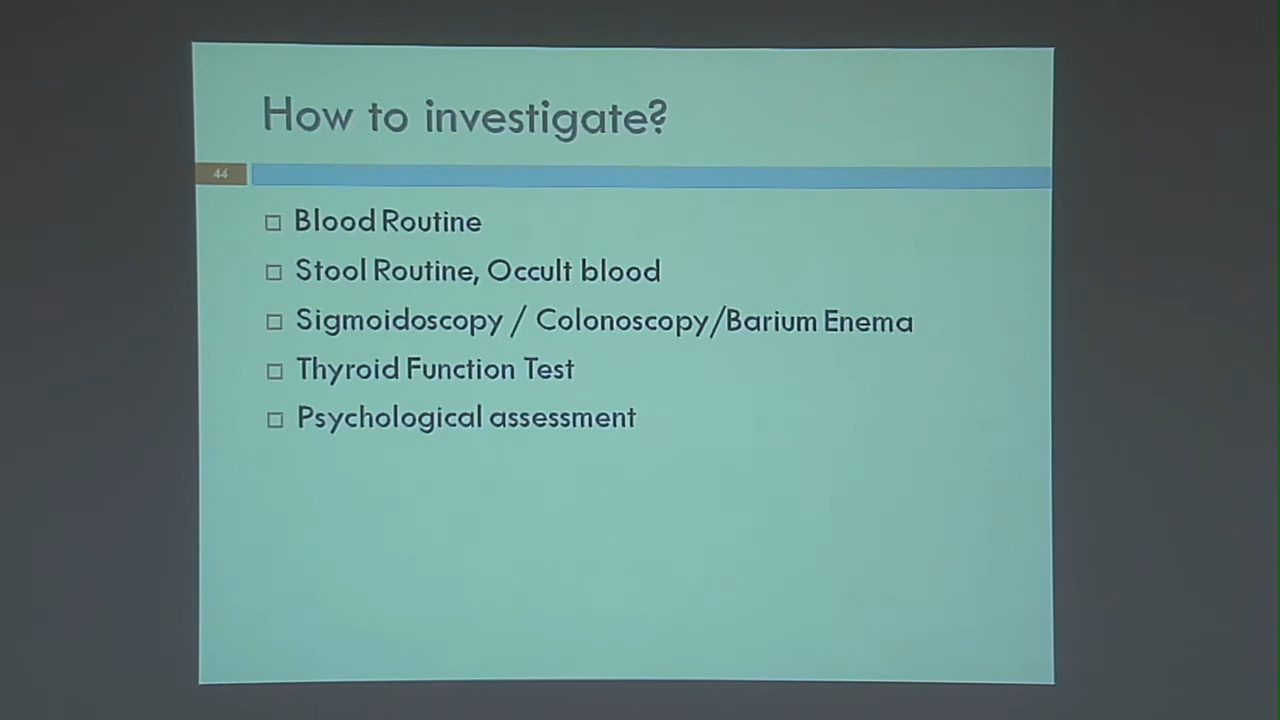 How to investigate?
44
Blood Routine
Stool Routine, Occult blood
Sigmoidoscopy / Colonoscopy/Barium Enema
Thyroid Function Test
Psychological assessment